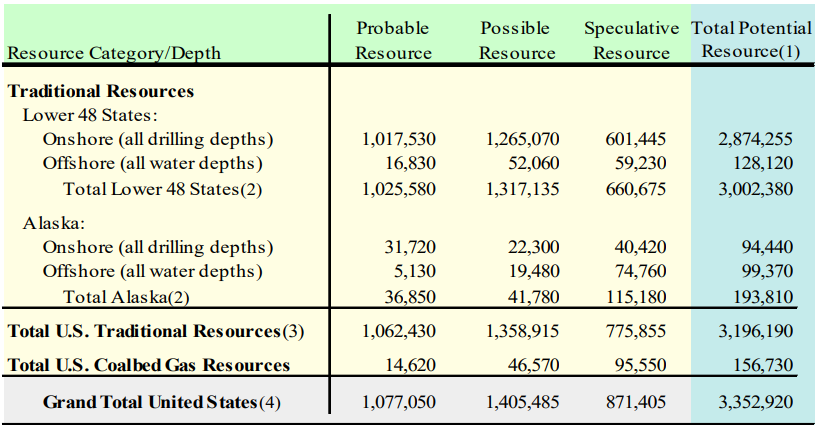 Resource Category/Depth Probable Resource Possible Resource Speculative Resource Total Potential Resource(1)
Traditional Resources
Lower 48 States:
Onshore (all drilling depths) 1,017,530 1,265,070 601,445 2,874,255
Offshore (all water depths) 16,830 52,060 59,230 128,120
Total Lower 48 States(2) 1,025,580 1,317,135 660,675 3,002,380
Alaska:
Onshore (all drilling depths) 31,720 22,300 40,420 94,440
Offshore (all water depths) 5,130 19,480 74,760 99,370
Total Alaska(2) 36,850 41,780 115,180 193,810
Total U.S. Traditional Resources(3) 1,062,430 1,358,915 775,855 3,196,190
Total U.S. Coalbed Gas Resources 14,620 46,570 95,550 156,730
Grand Total United States(4) 1,077,050 1,405,485 871,405 3,352,920